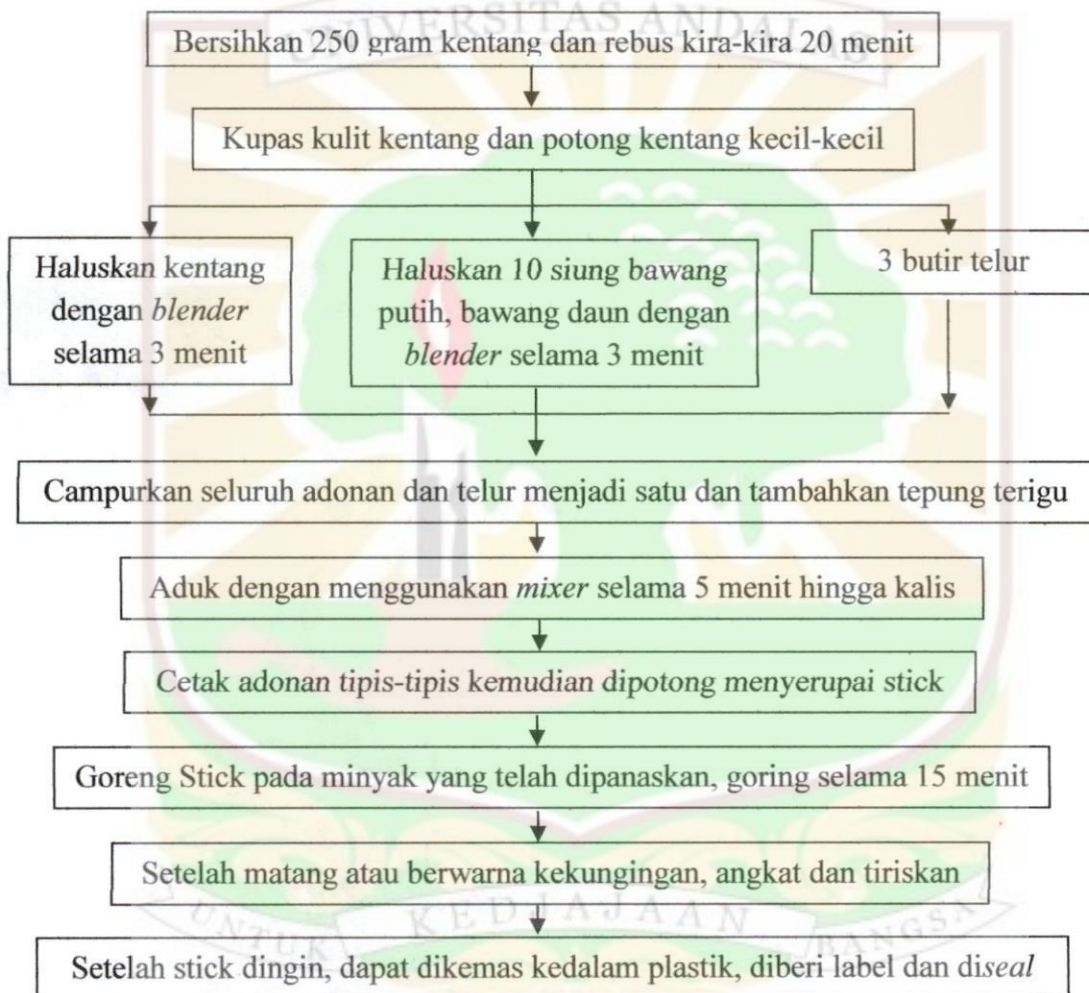 UNIVERSITAS ANDALAS
Bersihkan 250 gram kentang dan rebus kira-kira 20 menit
Kupas kulit kentang dan potong kentang kecil-kecil
Haluskan kentang
dengan blender
selama 3 menit
Haluskan 10 siung bawang
putih, bawang daun dengan
blender selama 3 menit
3 butir telur
Campurkan seluruh adonan dan telur menjadi satu dan tambahkan tepung terigu
Aduk dengan menggunakan mixer selama 5 menit hingga kalis
Cetak adonan tipis-tipis kemudian dipotong menyerupai stick
Goreng Stick pada minyak yang telah dipanaskan, goring selama 15 menit
Setelah matang atau berwarna kekungingan, angkat dan tiriskan
UNTUK KEDJAJAAN BANGSA
Setelah stick dingin, dapat dikemas kedalam plastik, diberi label dan diseal